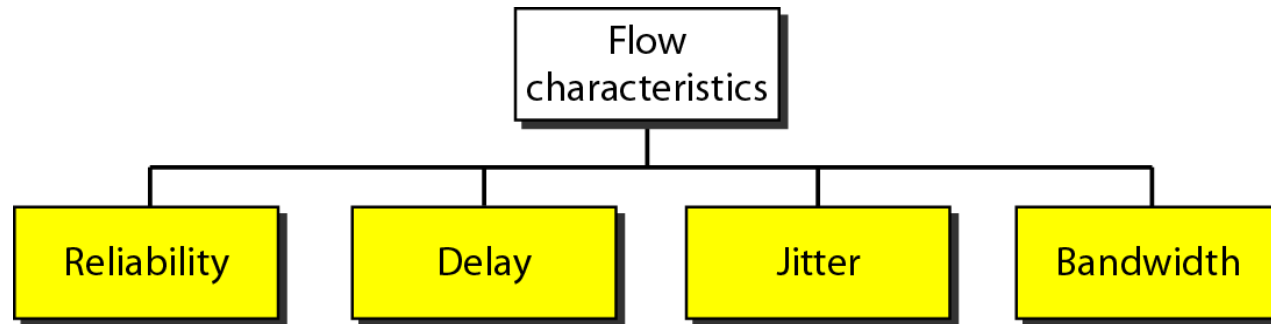 Flow
characteristics
Reliability
Delay
Jitter
Bandwidth